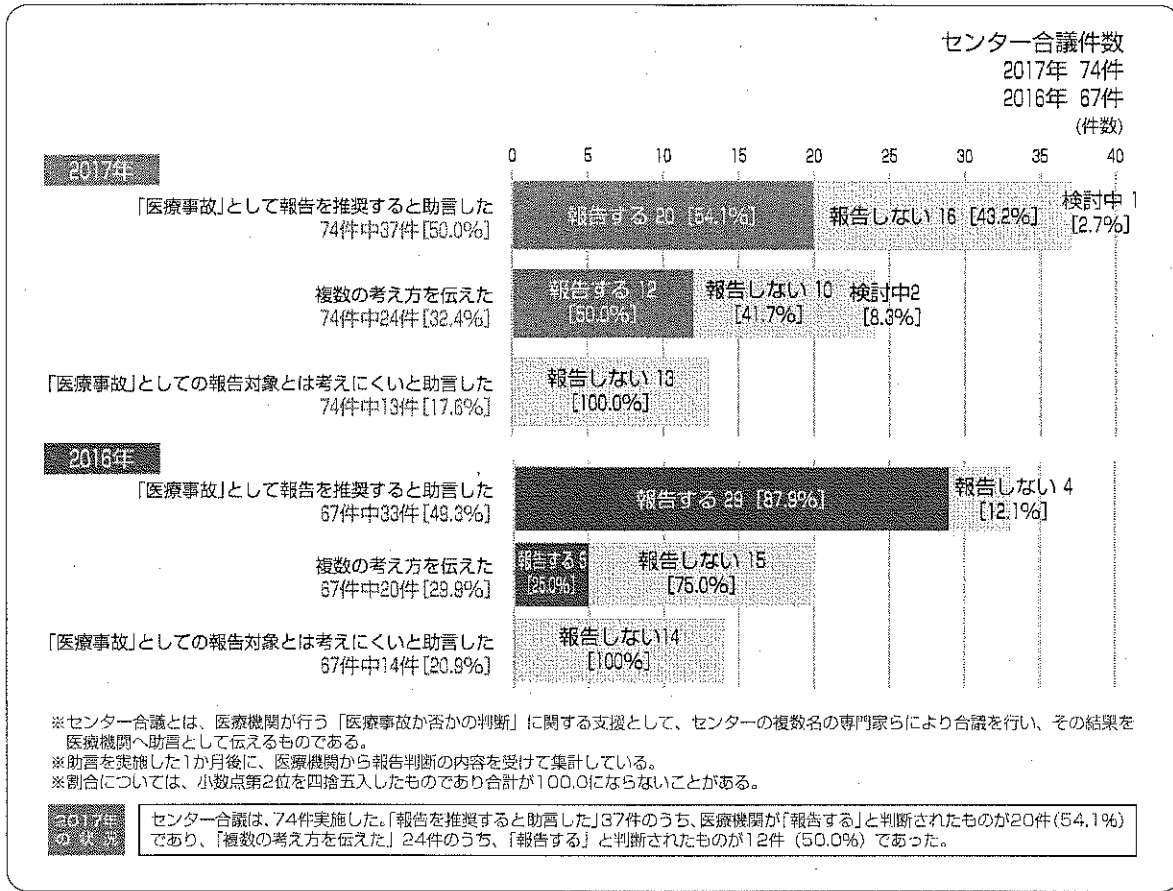 センター合議件数
2017年 74件
2016年 67件
(件数)
0 5 10 15 20 25 30 35 40
2017年
「医療事故」として報告を推奨すると助言した
74件中37件[50.0%]
報告する 20 [54.1%]
報告しない 16 [43.2%]
検討中 1
[2.7%]
複数の考え方を伝えた
74件中24件[32.4%]
報告する 12
[50.0%]
報告しない 10
[41.7%]
検討中2
[8.3%]
「医療事故」としての報告対象とは考えにくいと助言した
74件中13件[17.6%]
報告しない 13
[100.0%]
2016年
「医療事故」として報告を推奨すると助言した
67件中33件[49.3%]
報告する 29 [87.9%]
報告しない 4
[12.1%]
複数の考え方を伝えた
67件中20件[29.9%]
報告する 5
[25.0%]
報告しない 15
[75.0%]
「医療事故」としての報告対象とは考えにくいと助言した
67件中14件[20.9%]
報告しない14
[100%]
※センター合議とは、医療機関が行う「医療事故か否かの判断」に関する支援として、センターの複数名の専門家らにより合議を行い、その結果を
医療機関へ助言として伝えるものである。
※助言を実施した1か月後に、医療機関から報告判断の内容を受けて集計している。
※割合については、小数点第2位を四捨五入したものであり合計が100.0にならないことがある。
2017年
の状況
センター合議は、74件実施した。「報告を推奨すると助言した」37件のうち、医療機関が「報告する」と判断されたものが20件(54.1%)
であり、「複数の考え方を伝えた」24件のうち、「報告する」と判断されたものが12件(50.0%)であった。